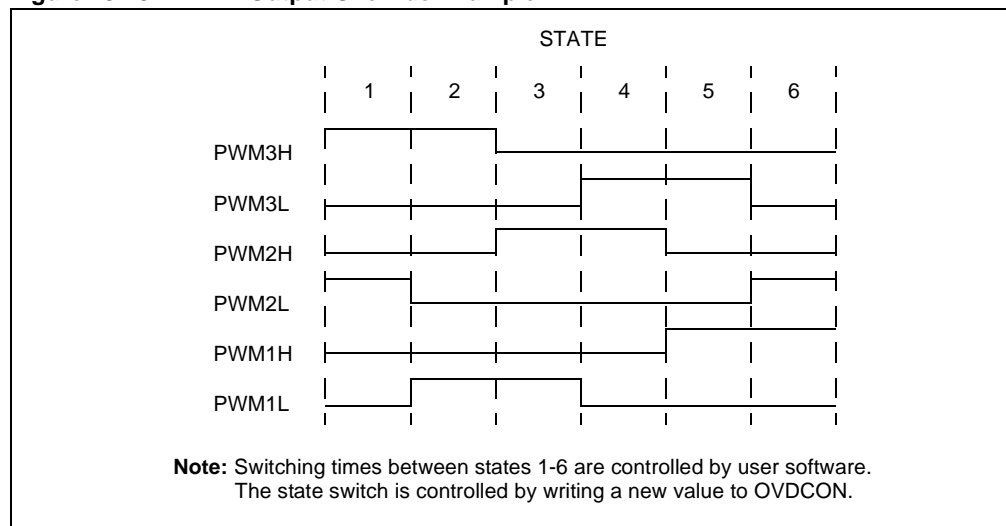 STATE
1 2 3 4 5 6
PWM3H
PWM3L
PWM2H
PWM2L
PWM1H
PWM1L
Note: Switching times between states 1-6 are controlled by user software.
The state switch is controlled by writing a new value to OVDCON.